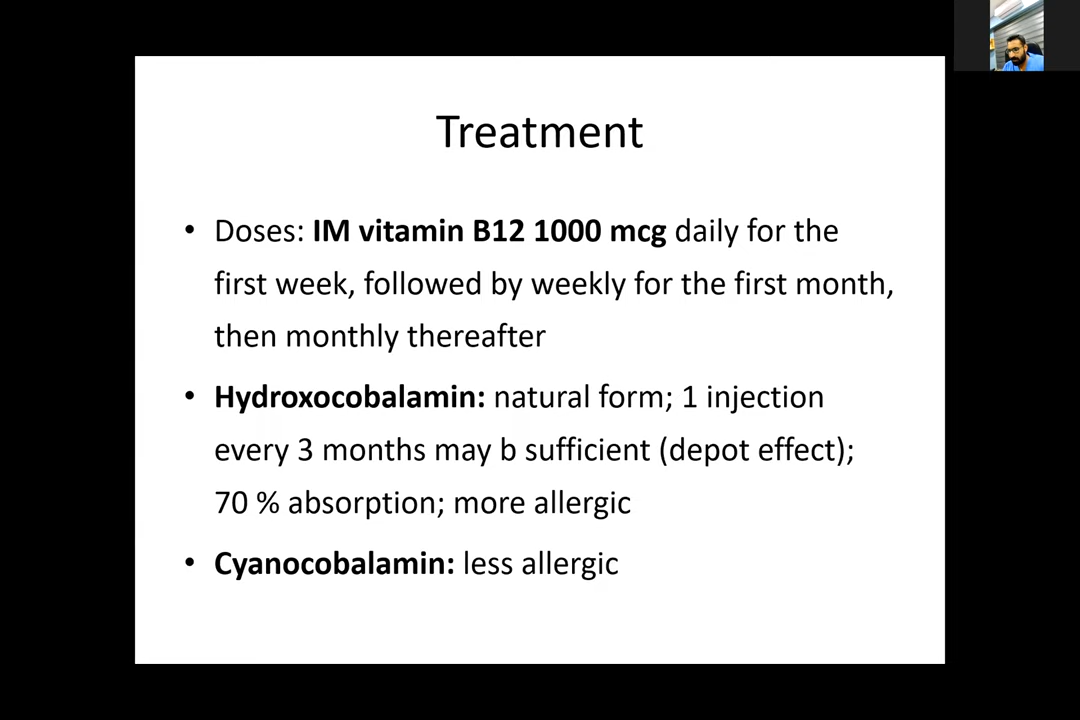 Treatment
• Doses: IM vitamin B12 1000 mcg daily for the
first week, followed by weekly for the first month,
then monthly thereafter
• Hydroxocobalamin: natural form; 1 injection
every 3 months may b sufficient (depot effect);
70 % absorption; more allergic
• Cyanocobalamin: less allergic